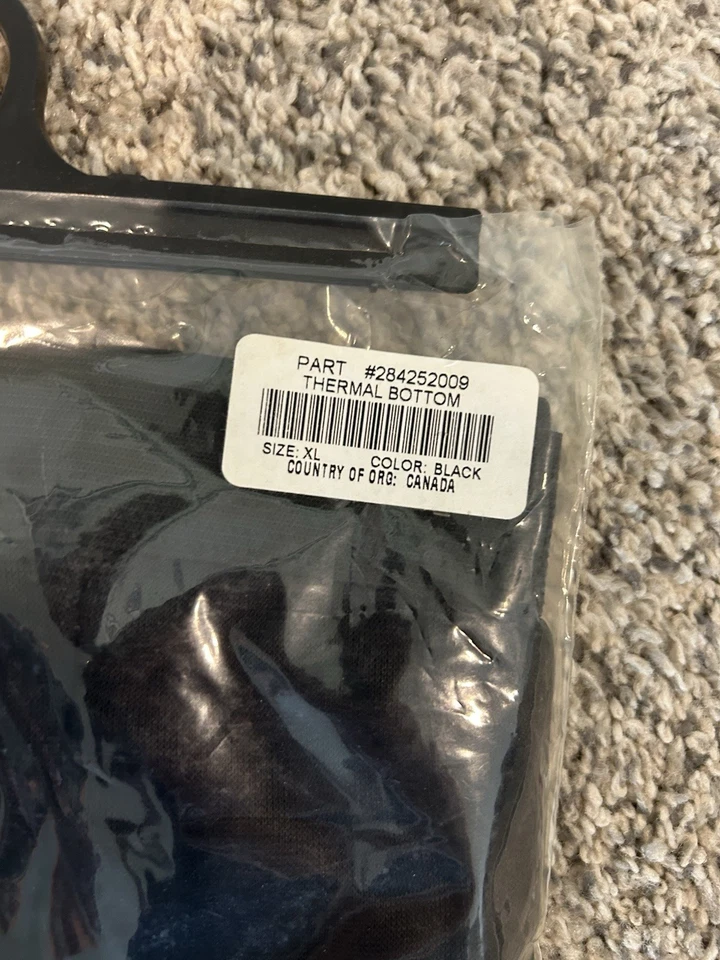 PART #284252009
THERMAL BOTTOM
SIZE: XL COLOR: BLACK
COUNTRY OF ORG: CANADA